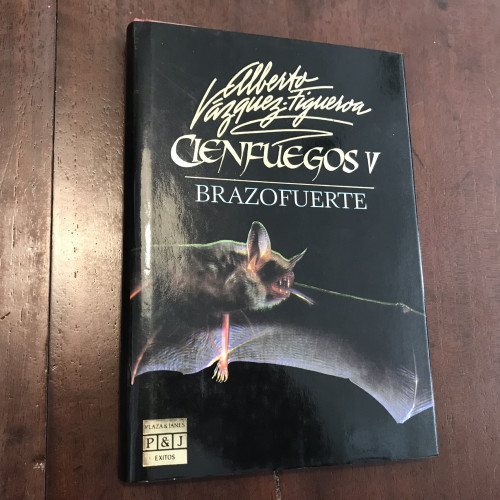 Alberto
Vázquez-Figueroa
CIENFUEGOS V
BRAZOFUERTE
PLAZA & JANES
P & J
EXITOS